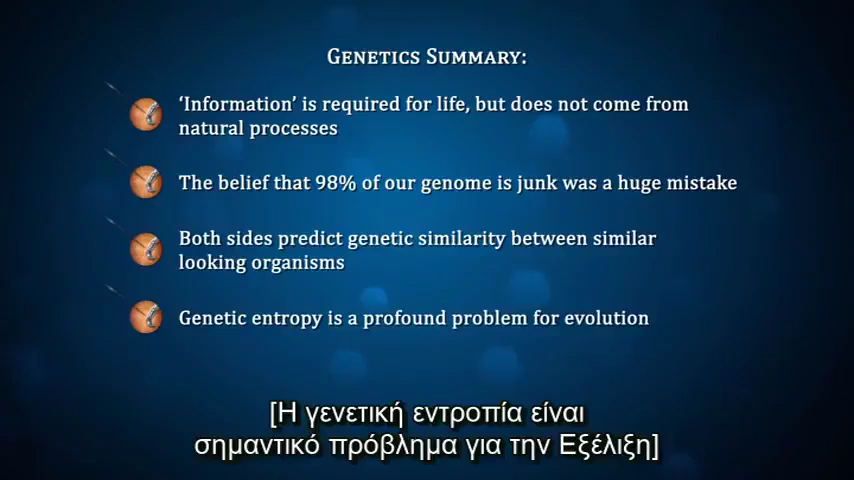 Genetics Summary:
‘Information’ is required for life, but does not come from
natural processes
The belief that 98% of our genome is junk was a huge mistake
Both sides predict genetic similarity between similar
looking organisms
Genetic entropy is a profound problem for evolution
[Η γενετική εντροπία είναι
σημαντικό πρόβλημα για την Εξέλιξη]